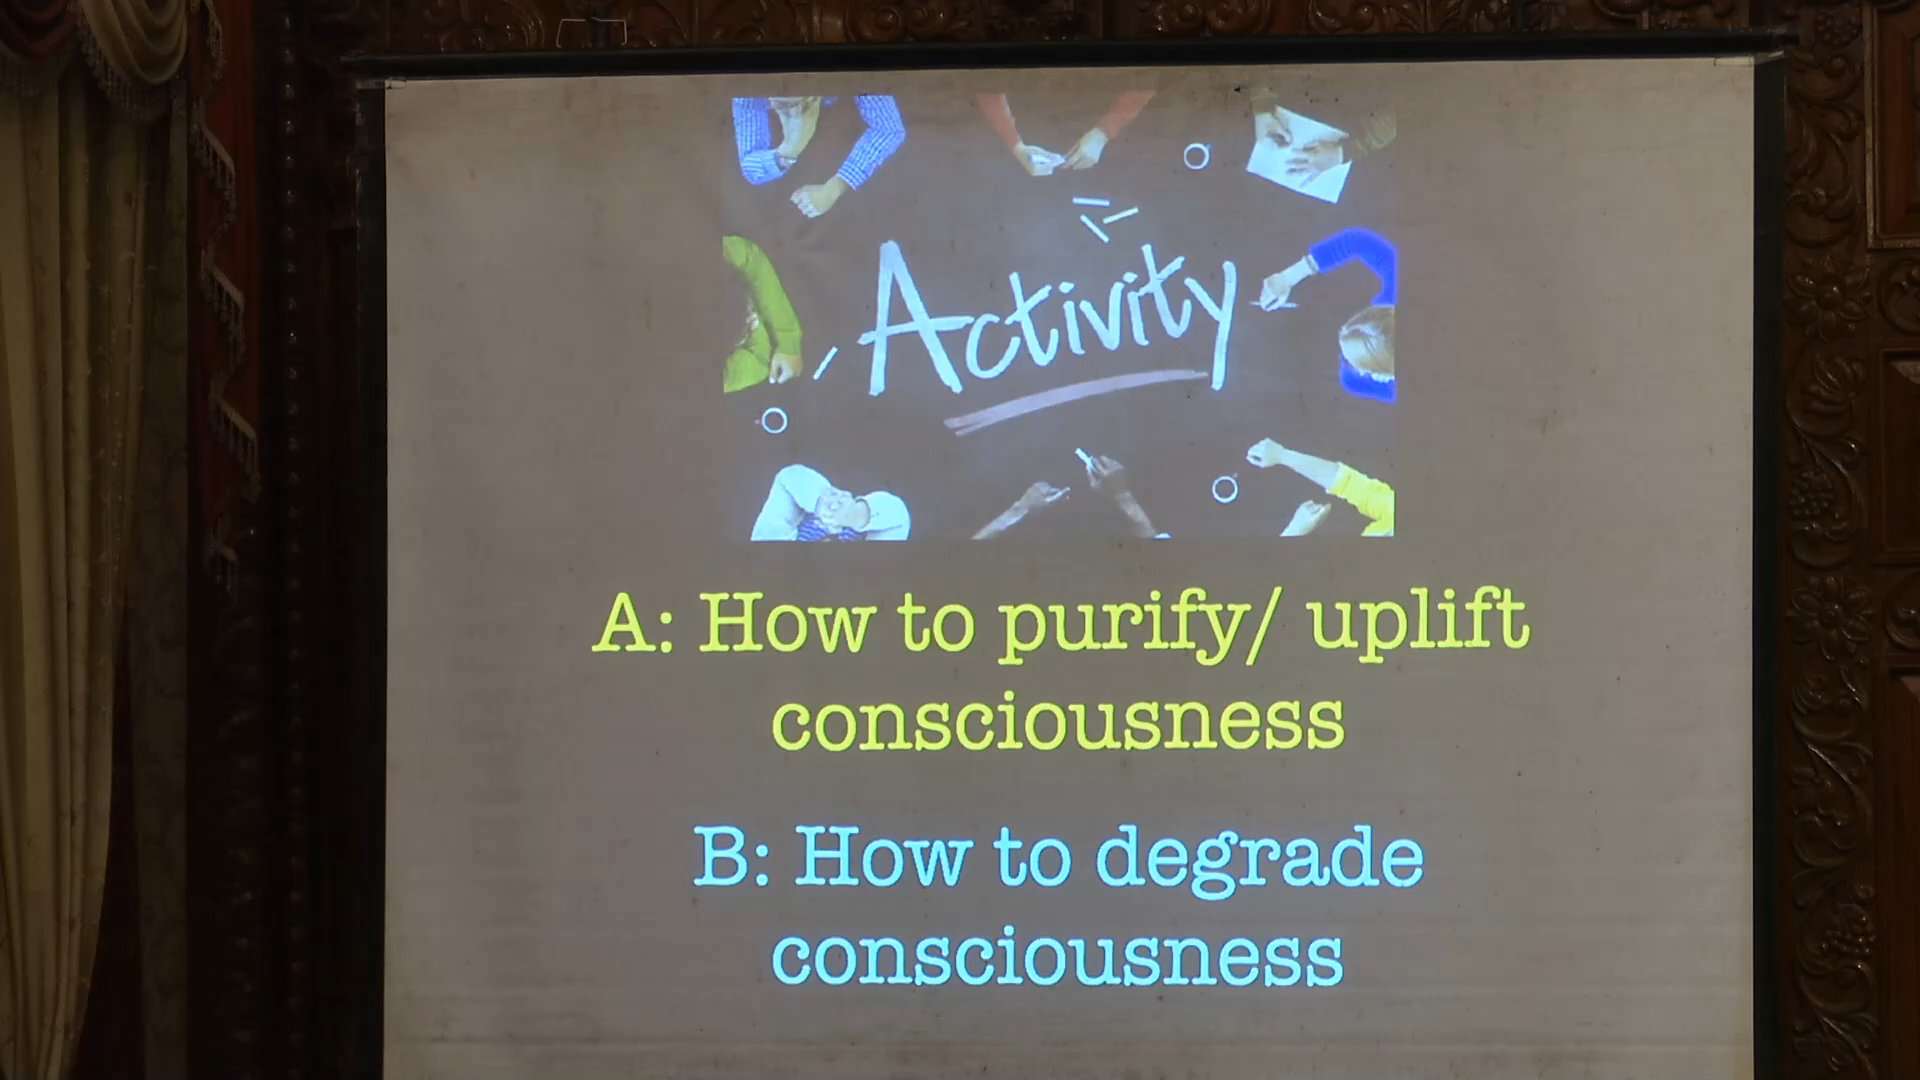 Activity
A: How to purify/ uplift
consciousness
B: How to degrade
consciousness